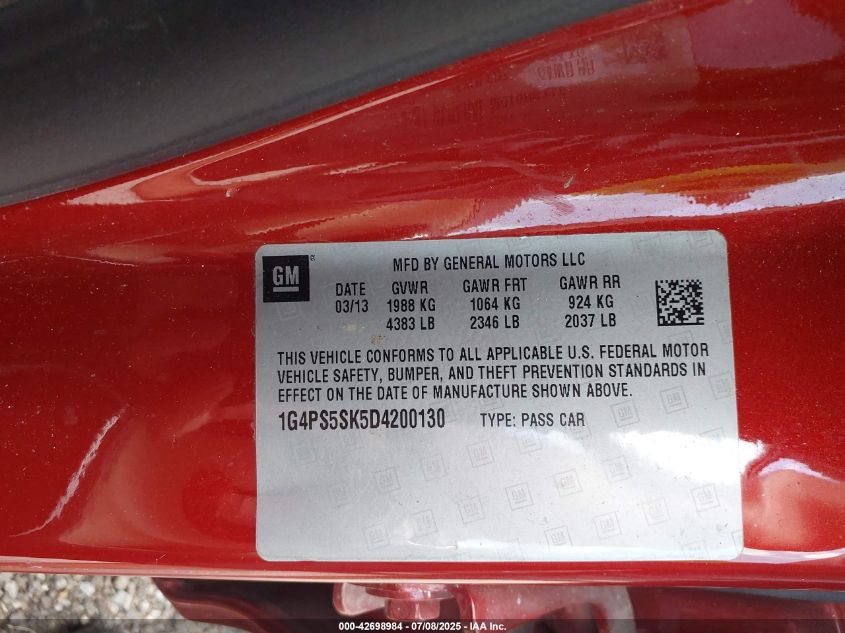 GM
MFD BY GENERAL MOTORS LLC
DATE GVWR GAWR FRT GAWR RR
03/13 1988 KG 1064 KG 924 KG
4383 LB 2346 LB 2037 LB
THIS VEHICLE CONFORMS TO ALL APPLICABLE U.S. FEDERAL MOTOR
VEHICLE SAFETY, BUMPER, AND THEFT PREVENTION STANDARDS IN
EFFECT ON THE DATE OF MANUFACTURE SHOWN ABOVE.
1G4PS5SK5D4200130 TYPE: PASS CAR
000-42698984 - 07/08/2025 - IAA Inc.